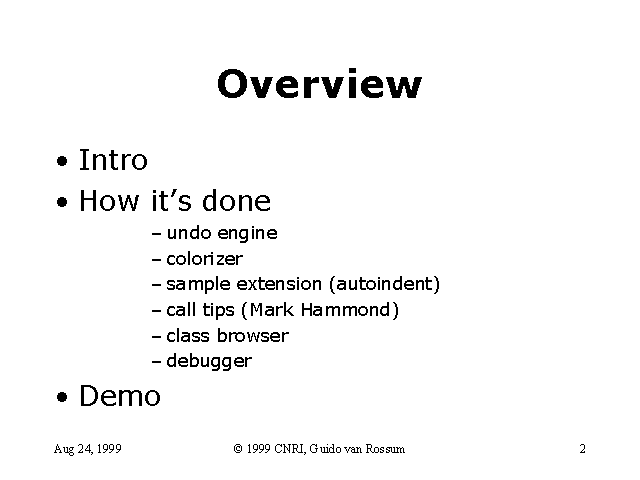 Overview
• Intro
• How it’s done
– undo engine
– colorizer
– sample extension (autoindent)
– call tips (Mark Hammond)
– class browser
– debugger
• Demo
Aug 24, 1999
© 1999 CNRI, Guido van Rossum
2